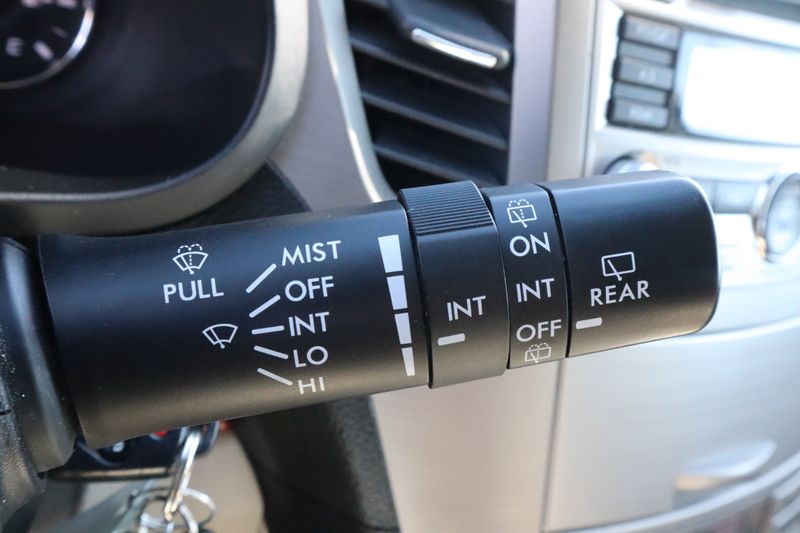 PULL
MIST
OFF
INT
LO
HI
INT
ON
INT
OFF
REAR
E